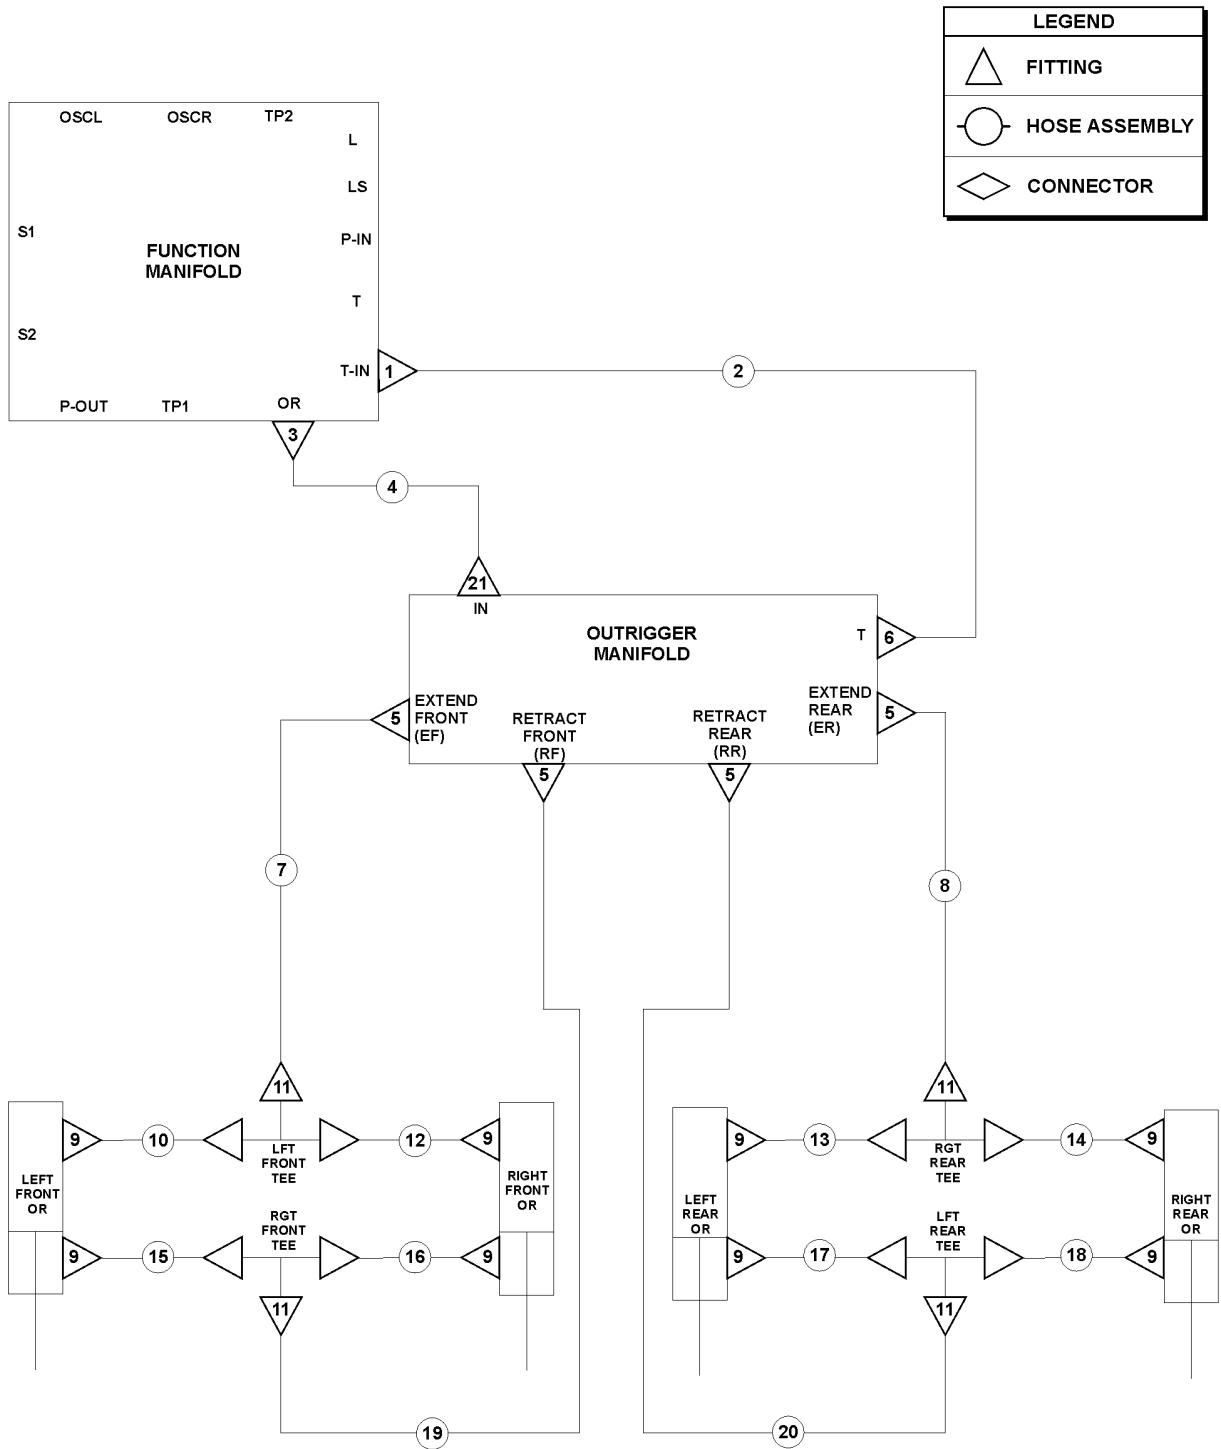 LEGEND
FITTING
HOSE ASSEMBLY
CONNECTOR
OSCL
OSCR
TP2
L
LS
S1
P-IN
FUNCTION
MANIFOLD
T
S2
T-IN
1
2
P-OUT
TP1
OR
3
4
21
IN
OUTRIGGER
MANIFOLD
T
6
5
EXTEND
FRONT
(EF)
RETRACT
FRONT
(RF)
5
RETRACT
REAR
(RR)
5
EXTEND
REAR
(ER)
5
7
8
11
11
9
10
12
9
LFT
FRONT
TEE
9
13
14
9
RGT
REAR
TEE
LEFT
FRONT
OR
RIGHT
FRONT
OR
LEFT
REAR
OR
RIGHT
REAR
OR
RGT
FRONT
TEE
LFT
REAR
TEE
9
15
16
9
9
17
18
9
11
11
19
20